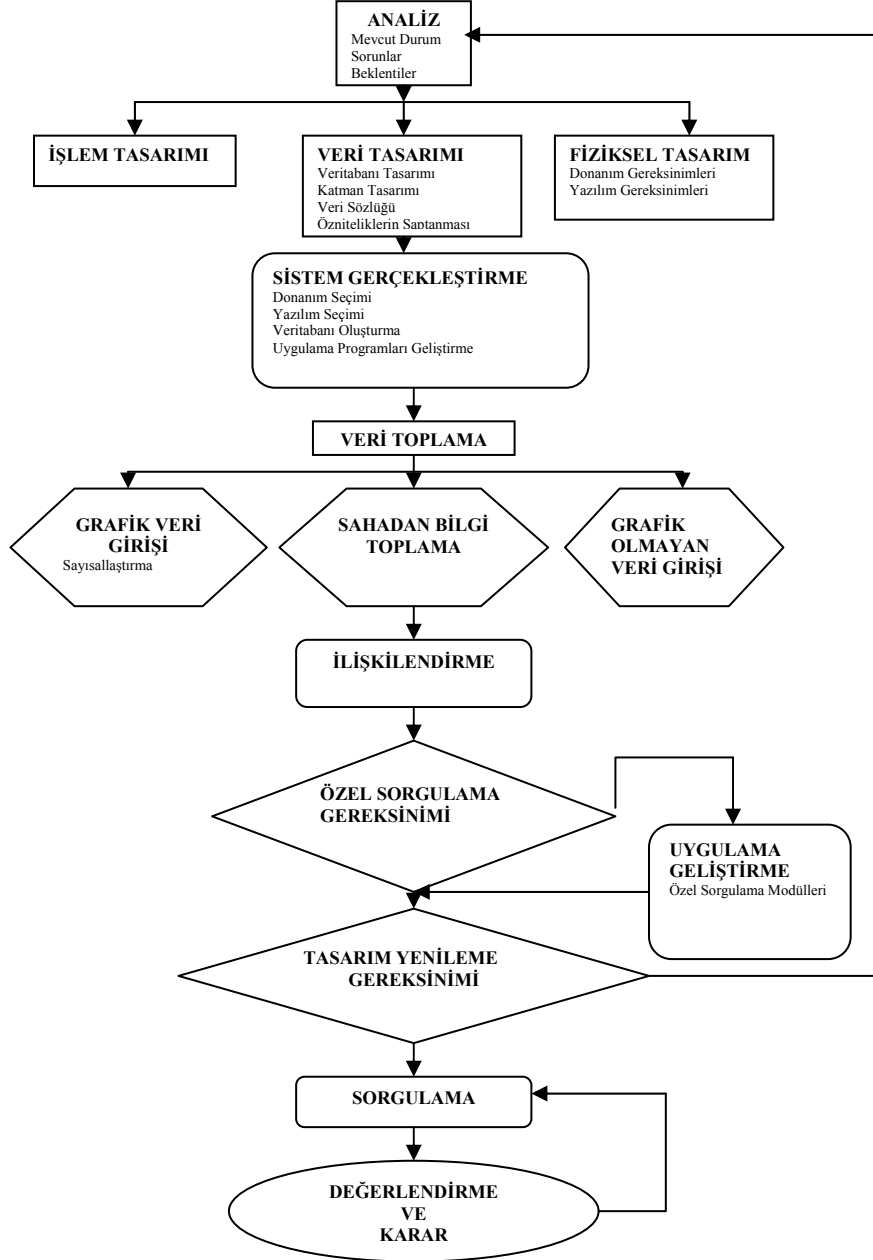 ANALİZ
Mevcut Durum
Sorunlar
Beklentiler
İŞLEM TASARIMI
VERİ TASARIMI
Veritabanı Tasarımı
Katman Tasarımı
Veri Sözlüğü
Özniteliklerin Saptanması
FİZİKSEL TASARIM
Donanım Gereksinimleri
Yazılım Gereksinimleri
SİSTEM GERÇEKLEŞTİRME
Donanım Seçimi
Yazılım Seçimi
Veritabanı Oluşturma
Uygulama Programları Geliştirme
VERİ TOPLAMA
GRAFİK VERİ
GİRİŞİ
Sayısallaştırma
SAHADAN BİLGİ
TOPLAMA
GRAFİK
OLMAYAN
VERİ GİRİŞİ
İLİŞKİLENDİRME
ÖZEL SORGULAMA
GEREKSİNİMİ
UYGULAMA
GELİŞTİRME
Özel Sorgulama Modülleri
TASARIM YENİLEME
GEREKSİNİMİ
SORGULAMA
DEĞERLENDİRME
VE
KARAR